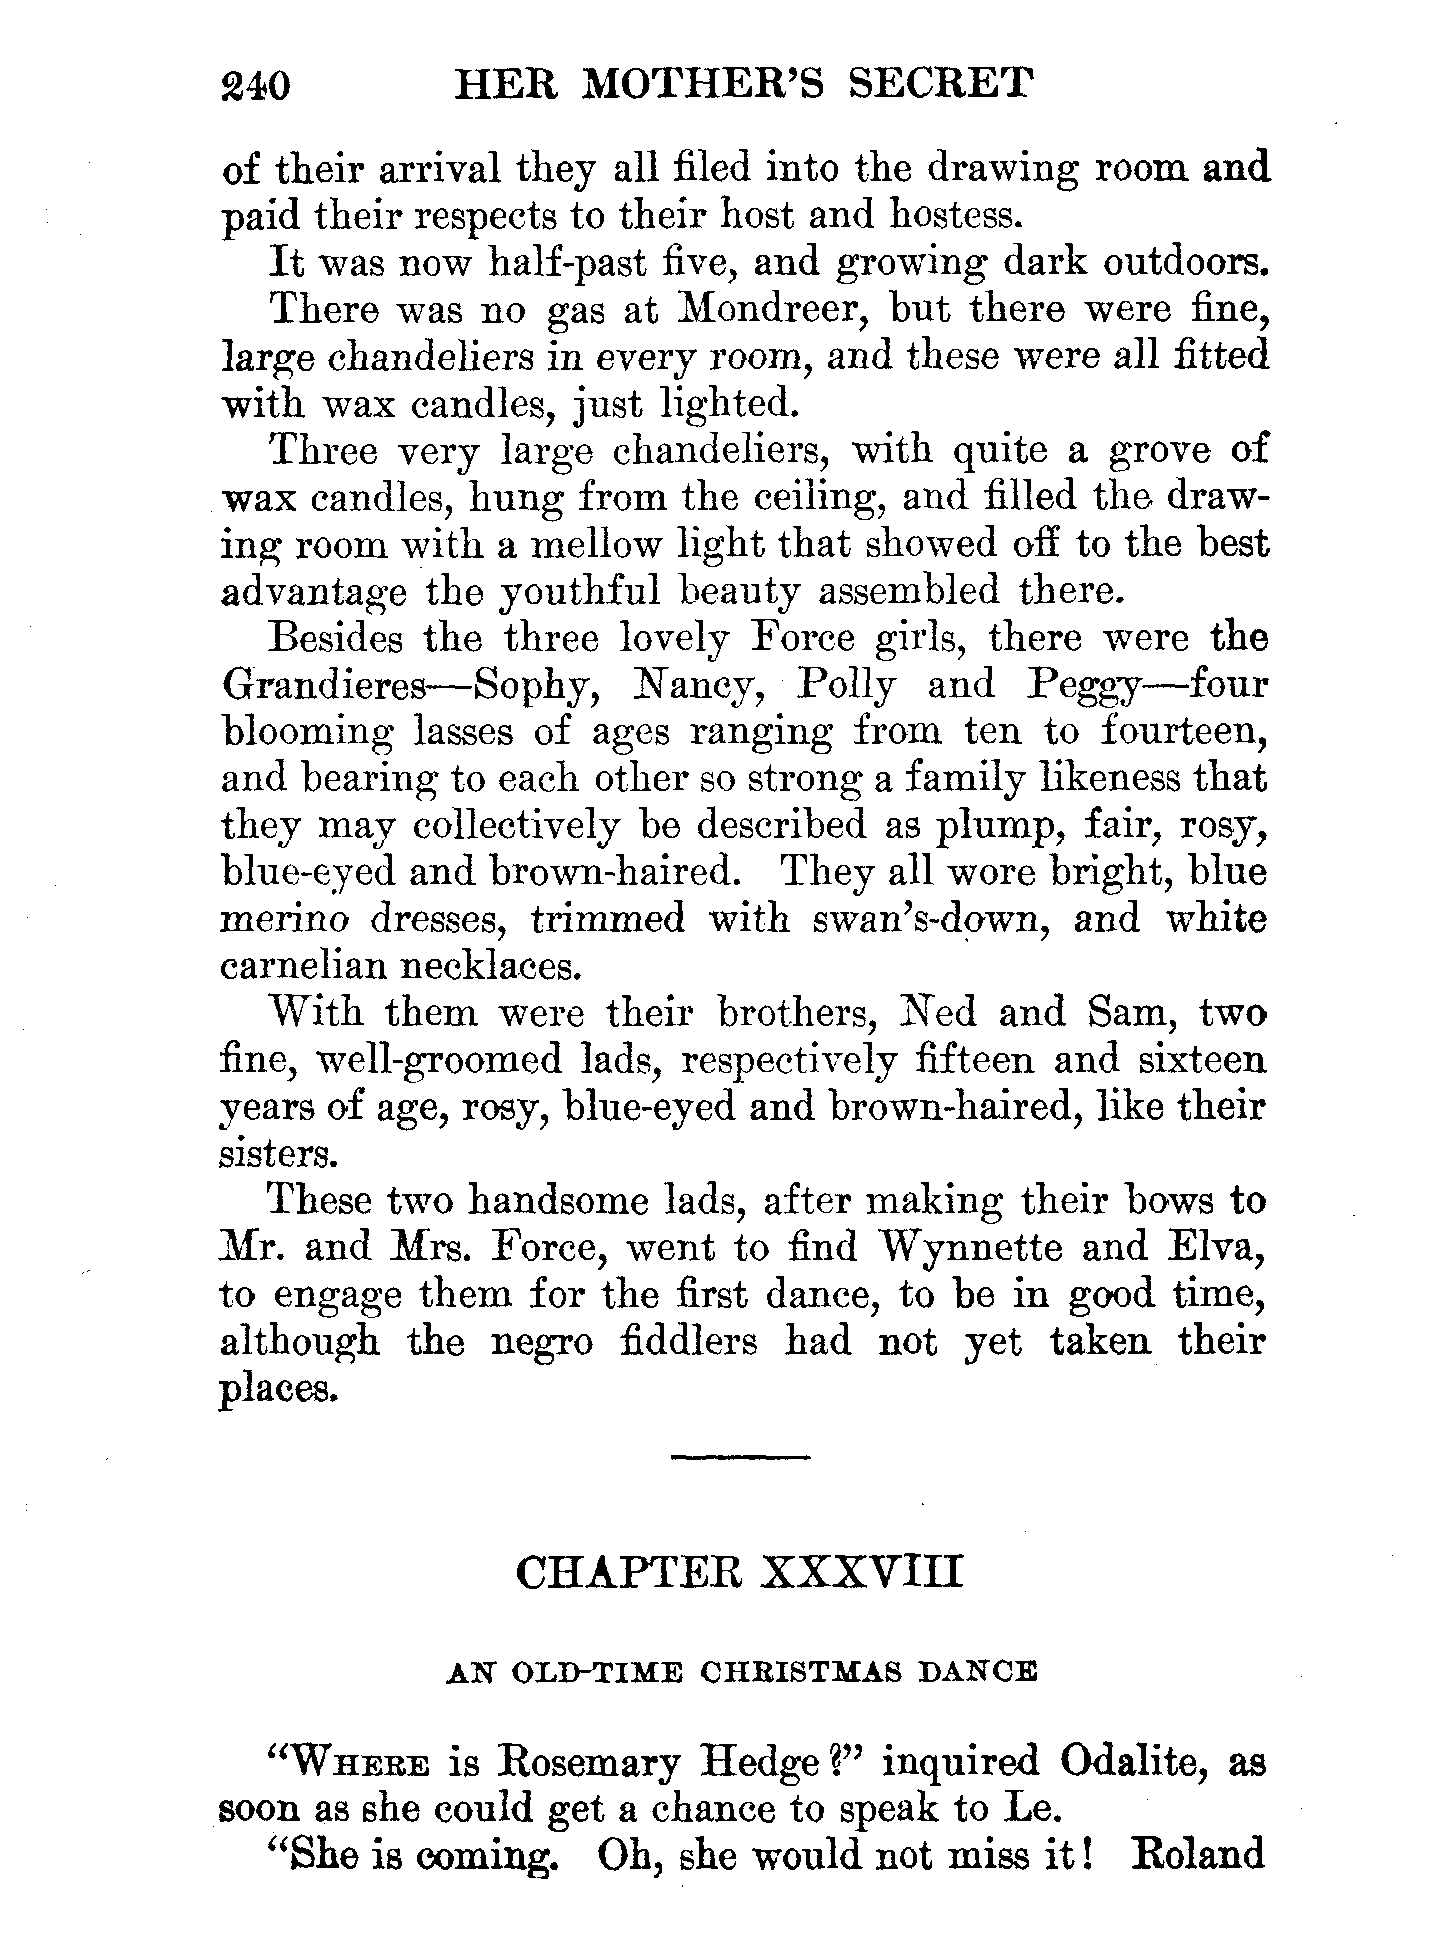 240 HER MOTHER'S SECRET
of their arrival they all filed into the drawing room and
paid their respects to their host and hostess.
It was now half-past five, and growing dark outdoors.
There was no gas at Mondreer, but there were fine,
large chandeliers in every room, and these were all fitted
with wax candles, just lighted.
Three very large chandeliers, with quite a grove of
wax candles, hung from the ceiling, and filled the draw-
ing room with a mellow light that showed off to the best
advantage the youthful beauty assembled there.
Besides the three lovely Force girls, there were the
Grandieres—Sophy, Nancy, Polly and Peggy—four
blooming lasses of ages ranging from ten to fourteen,
and bearing to each other so strong a family likeness that
they may collectively be described as plump, fair, rosy,
blue-eyed and brown-haired. They all wore bright, blue
merino dresses, trimmed with swan's-down, and white
carnelian necklaces.
With them were their brothers, Ned and Sam, two
fine, well-groomed lads, respectively fifteen and sixteen
years of age, rosy, blue-eyed and brown-haired, like their
sisters.
These two handsome lads, after making their bows to
Mr. and Mrs. Force, went to find Wynnette and Elva,
to engage them for the first dance, to be in good time,
although the negro fiddlers had not yet taken their
places.
CHAPTER XXXVIII
AN OLD-TIME CHRISTMAS DANCE
"WHERE is Rosemary Hedge?" inquired Odalite, as
soon as she could get a chance to speak to Le.
"She is coming. Oh, she would not miss it! Roland